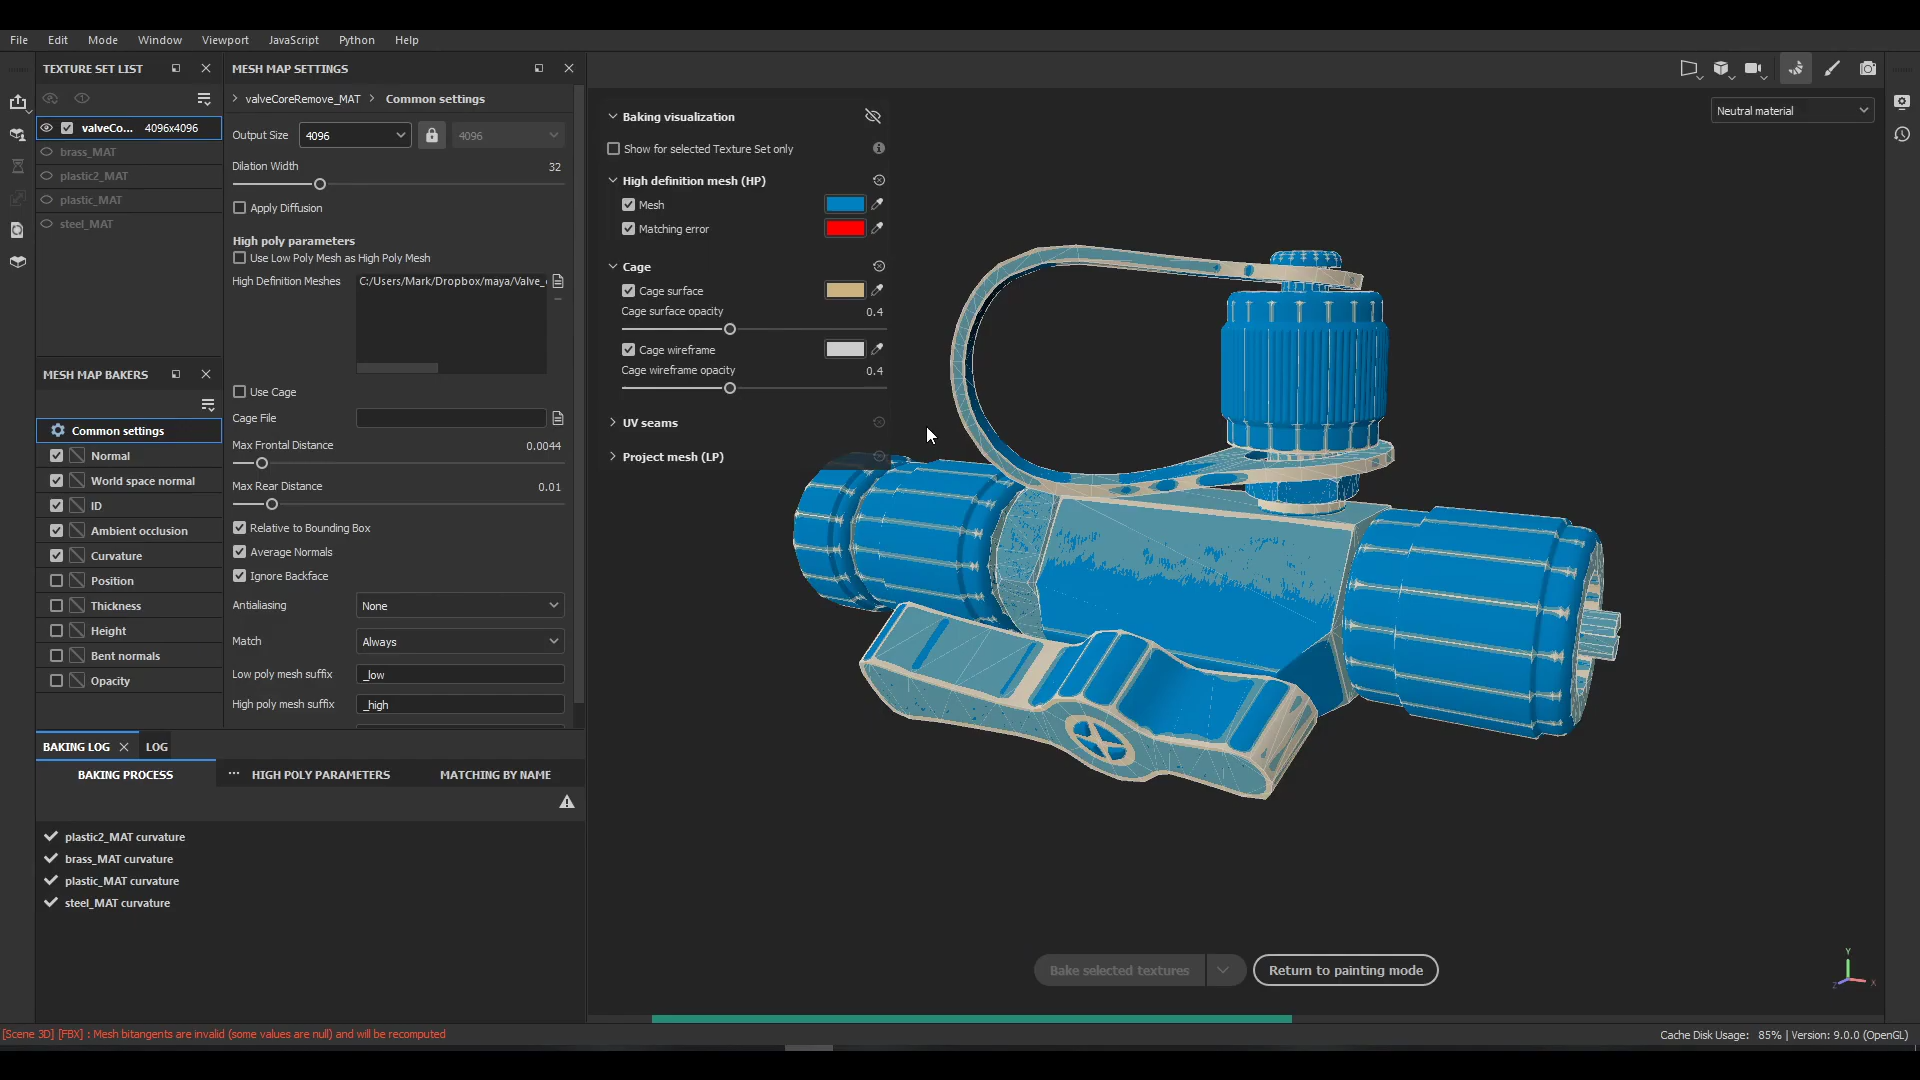 File Edit Mode Window Viewport JavaScript Python Help
TEXTURE SET LIST
valveCo... 4096x4096
brass_MAT
plastic2_MAT
plastic_MAT
steel_MAT
MESH MAP BAKERS
Common settings
Normal
World space normal
ID
Ambient occlusion
Curvature
Position
Thickness
Height
Bent normals
Opacity
MESH MAP SETTINGS
valveCoreRemove_MAT > Common settings
Output Size 4096 4096
Dilation Width 32
Apply Diffusion
High poly parameters
Use Low Poly Mesh as High Poly Mesh
High Definition Meshes C:/Users/Mark/Dropbox/maya/Valve_
Use Cage
Cage File
Max Frontal Distance 0.0044
Max Rear Distance 0.01
Relative to Bounding Box
Average Normals
Ignore Backface
Antialiasing None
Match Always
Low poly mesh suffix _low
High poly mesh suffix _high
Baking visualization
Show for selected Texture Set only
High definition mesh (HP)
Mesh
Matching error
Cage
Cage surface
Cage surface opacity 0.4
Cage wireframe
Cage wireframe opacity 0.4
UV seams
Project mesh (LP)
Neutral material
BAKING LOG LOG
BAKING PROCESS ... HIGH POLY PARAMETERS MATCHING BY NAME
plastic2_MAT curvature
brass_MAT curvature
plastic_MAT curvature
steel_MAT curvature
Bake selected textures Return to painting mode
Y
Z X
[Scene 3D] [FBX] : Mesh bitangents are invalid (some values are null) and will be recomputed
Cache Disk Usage: 85% | Version: 9.0.0 (OpenGL)